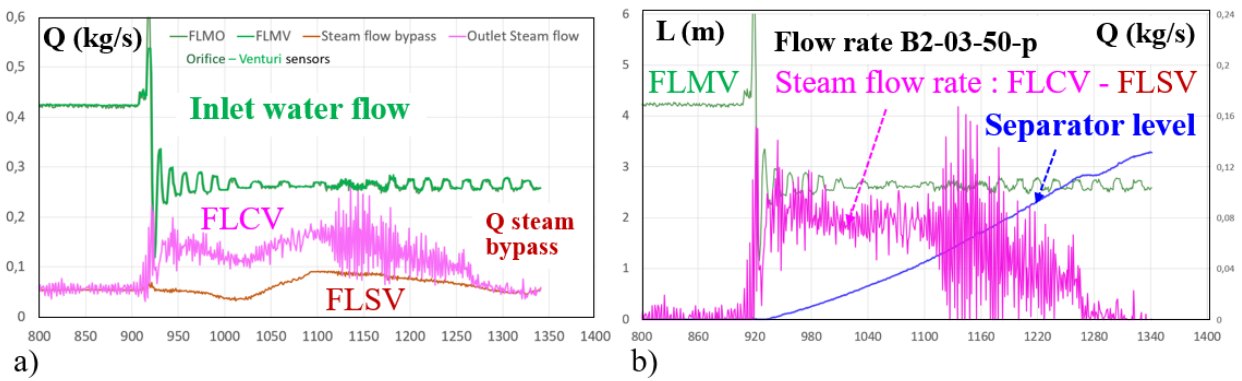 Q (kg/s)
FLMO FLMV Steam flow bypass Outlet Steam flow
Orifice – Venturi sensors
Inlet water flow
FLCV
Q steam
bypass
FLSV
0,6
0,5
0,4
0,3
0,2
0,1
0
800 850 900 950 1000 1050 1100 1150 1200 1250 1300 1350 1400
a)
L (m)
Flow rate B2-03-50-p
Q (kg/s)
FLMV
Steam flow rate : FLCV - FLSV
Separator level
6
5
4
3
2
1
0
0,24
0,2
0,16
0,12
0,08
0,04
0
800 860 920 980 1040 1100 1160 1220 1280 1340 1400
b)